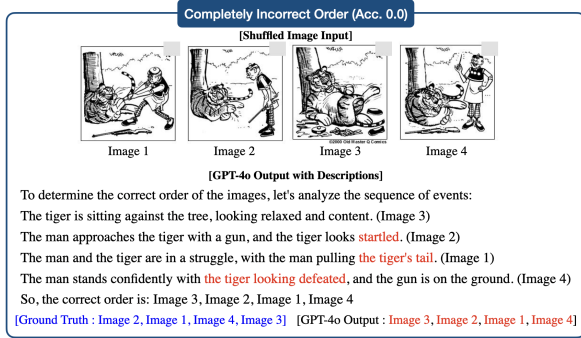 Completely Incorrect Order (Acc. 0.0)
[Shuffled Image Input]
©2009 Old Master Q Comics
Image 1 Image 2 Image 3 Image 4
[GPT-4o Output with Descriptions]
To determine the correct order of the images, let's analyze the sequence of events:
The tiger is sitting against the tree, looking relaxed and content. (Image 3)
The man approaches the tiger with a gun, and the tiger looks startled. (Image 2)
The man and the tiger are in a struggle, with the man pulling the tiger's tail. (Image 1)
The man stands confidently with the tiger looking defeated, and the gun is on the ground. (Image 4)
So, the correct order is: Image 3, Image 2, Image 1, Image 4
[Ground Truth : Image 2, Image 1, Image 4, Image 3] [GPT-4o Output : Image 3, Image 2, Image 1, Image 4]